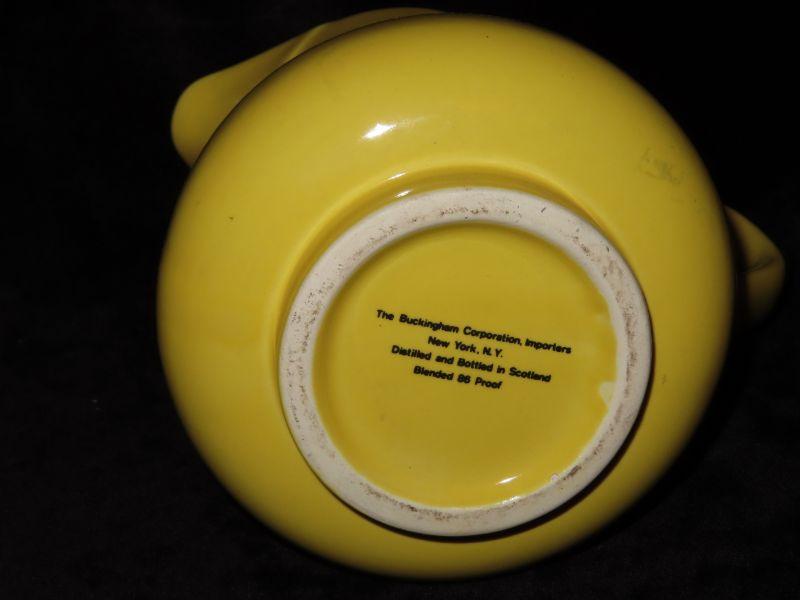 The Buckingham Corporation, Importers
New York, N.Y.
Distilled and Bottled in Scotland
Blended 86 Proof